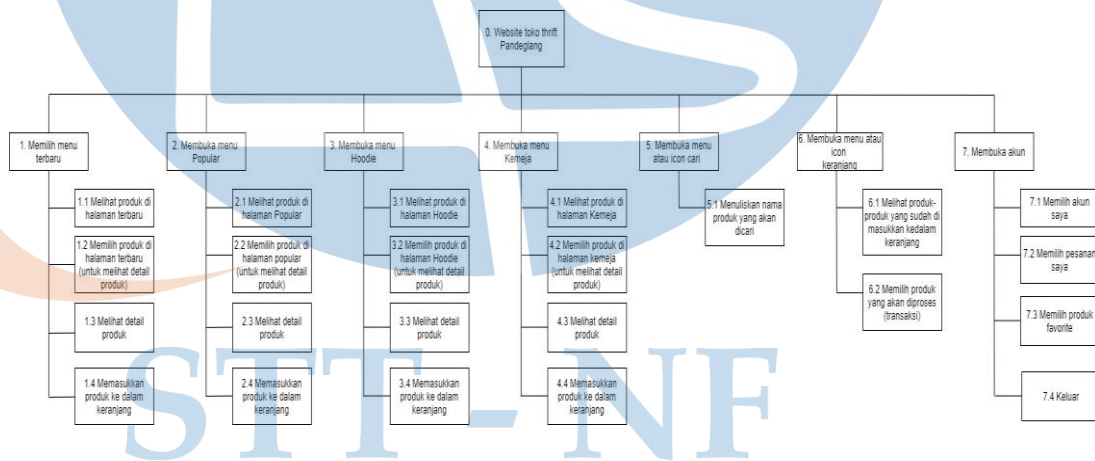 0. Website toko thrift
Pandeglang
1. Memilih menu
terbaru
2. Membuka menu
Popular
3. Membuka menu
Hoodie
4. Membuka menu
Kemeja
5. Membuka menu
atau icon cari
6. Membuka menu atau
icon
keranjang
7. Membuka akun
1.1 Melihat produk di
halaman terbaru
1.2 Memilih produk di
halaman terbaru
(untuk melihat detail
produk)
1.3 Melihat detail
produk
1.4 Memasukkan
produk ke dalam
keranjang
2.1 Melihat produk di
halaman Popular
2.2 Memilih produk di
halaman popular
(untuk melihat detail
produk)
2.3 Melihat detail
produk
2.4 Memasukkan
produk ke dalam
keranjang
3.1 Melihat produk di
halaman Hoodie
3.2 Memilih produk di
halaman Hoodie
(untuk melihat detail
produk)
3.3 Melihat detail
produk
3.4 Memasukkan
produk ke dalam
keranjang
4.1 Melihat produk di
halaman Kemeja
4.2 Memilih produk di
halaman kemeja
(untuk melihat detail
produk)
4.3 Melihat detail
produk
4.4 Memasukkan
produk ke dalam
keranjang
5.1 Menuliskan nama
produk yang akan
dicari
6.1 Melihat produk-
produk yang sudah di
masukkan kedalam
keranjang
6.2 Memilih produk
yang akan diproses
(transaksi)
7.1 Memilih akun
saya
7.2 Memilih pesanan
saya
7.3 Memilih produk
favorite
7.4 Keluar
STT - NF